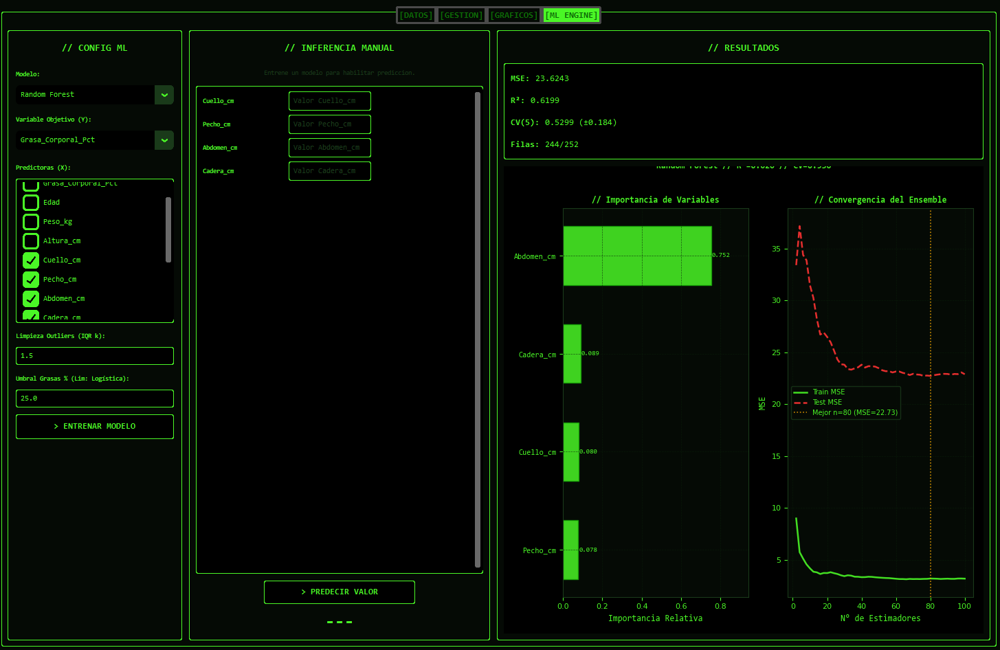 [DATOS] [GESTION] [GRAFICOS] [ML ENGINE]
// CONFIG ML
Modelo:
Random Forest
Variable Objetivo (Y):
Grasa_Corporal_Pct
Predictoras (X):
Grasa_Corporal_Pct
Edad
Peso_kg
Altura_cm
Cuello_cm
Pecho_cm
Abdomen_cm
Cadera_cm
Limpieza Outliers (IQR k):
1.5
Umbral Grasas % (Lim: Logística):
25.0
> ENTRENAR MODELO
// INFERENCIA MANUAL
Entrene un modelo para habilitar prediccion.
Cuello_cm Valor Cuello_cm
Pecho_cm Valor Pecho_cm
Abdomen_cm Valor Abdomen_cm
Cadera_cm Valor Cadera_cm
> PREDECIR VALOR
---
// RESULTADOS
MSE: 23.6243
R²: 0.6199
CV(5): 0.5299 (±0.184)
Filas: 244/252
Random Forest // R²=0.620 // CV=0.530
// Importancia de Variables
Abdomen_cm 0.752
Cadera_cm 0.089
Cuello_cm 0.080
Pecho_cm 0.078
0.0 0.2 0.4 0.6 0.8
Importancia Relativa
// Convergencia del Ensemble
35
30
25
20
15
10
5
MSE
Train MSE
Test MSE
Mejor n=80 (MSE=22.73)
0 20 40 60 80 100
N° de Estimadores